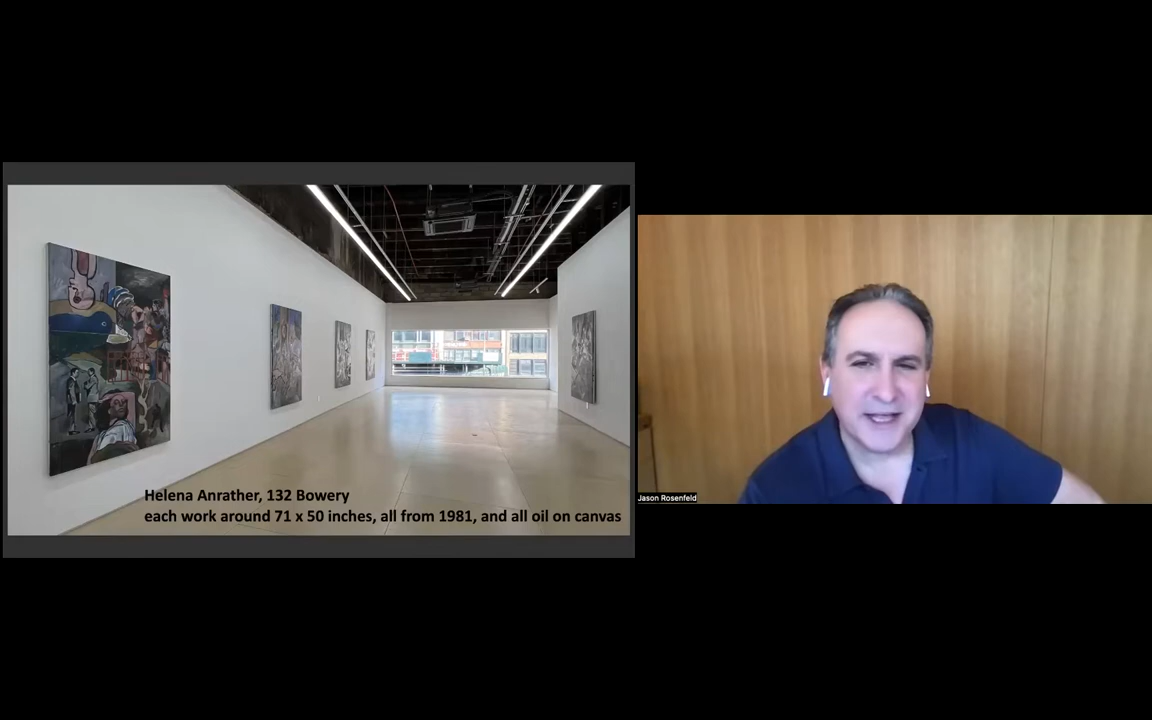 Helena Anrather, 132 Bowery
each work around 71 x 50 inches, all from 1981, and all oil on canvas
Jason Rosenfeld